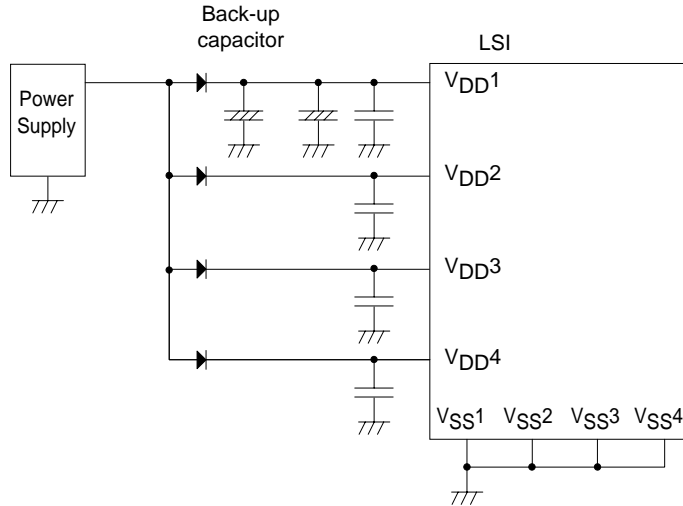 Back-up
capacitor
LSI
Power
Supply
VDD1
VDD2
VDD3
VDD4
VSS1 VSS2 VSS3 VSS4